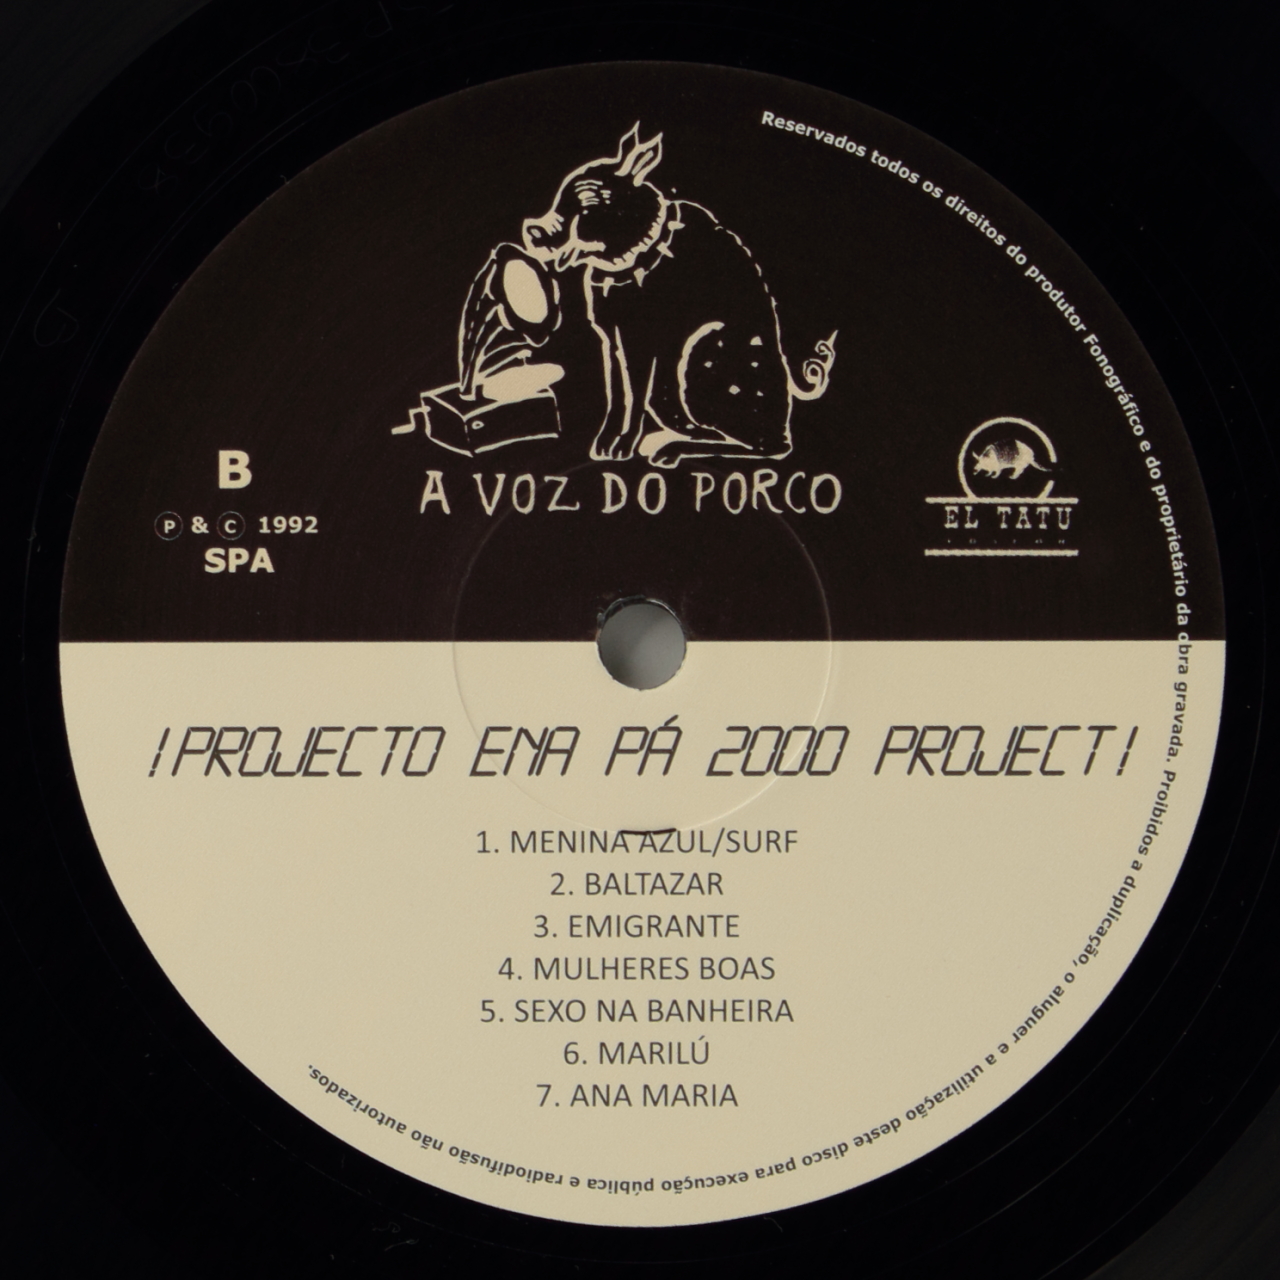 Reservados todos os direitos do produtor Fonográfico e do proprietário da obra gravada. Proibidos a duplicação, o aluguer e a utilização deste disco para execução pública e radiodifusão não autorizados.
B
P & C 1992
SPA
A VOZ DO PORCO
EL TATU
!PROJECTO ENA PÁ 2000 PROJECT!
1. MENINA AZUL/SURF
2. BALTAZAR
3. EMIGRANTE
4. MULHERES BOAS
5. SEXO NA BANHEIRA
6. MARILÚ
7. ANA MARIA